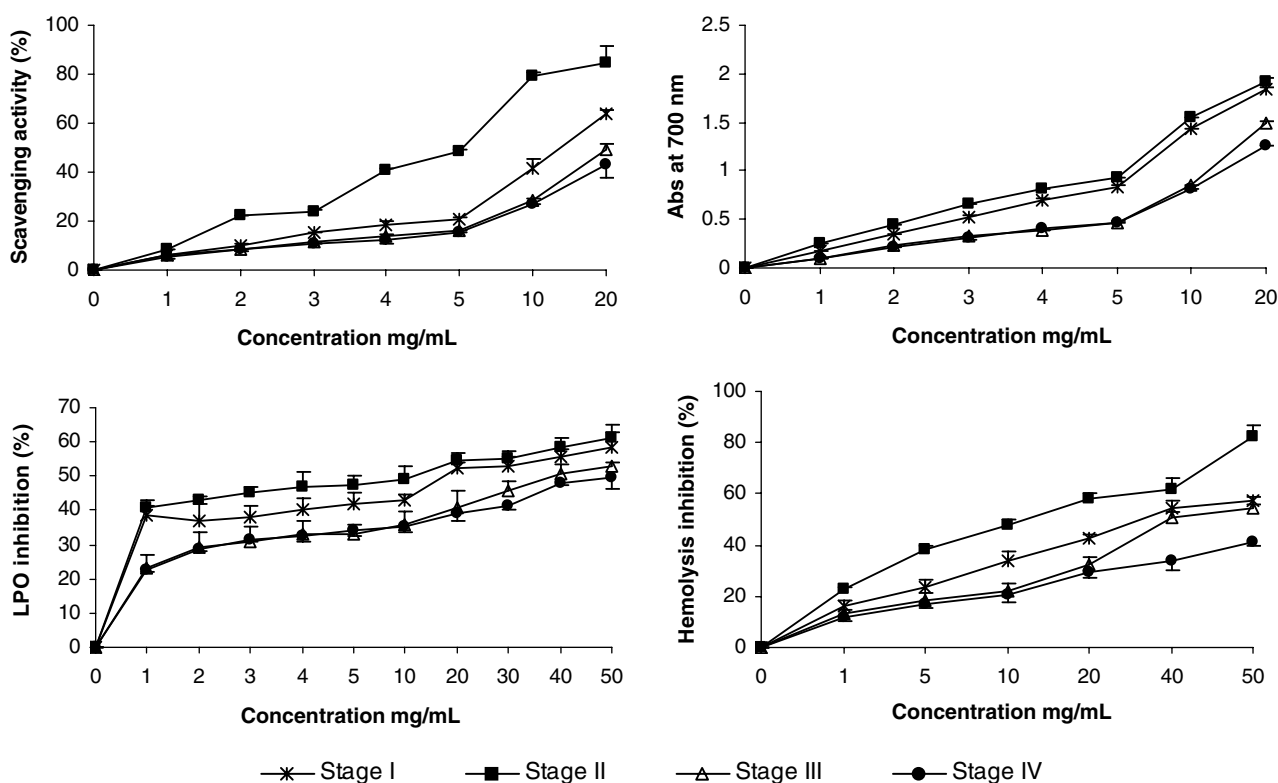 Scavenging activity (%)
100
80
60
40
20
0
0 1 2 3 4 5 10 20
Concentration mg/mL
Abs at 700 nm
2.5
2
1.5
1
0.5
0
0 1 2 3 4 5 10 20
Concentration mg/mL
LPO inhibition (%)
70
60
50
40
30
20
10
0
0 1 2 3 4 5 10 20 30 40 50
Concentration mg/mL
Hemolysis inhibition (%)
100
80
60
40
20
0
0 1 5 10 20 40 50
Concentration mg/mL
Stage I Stage II Stage III Stage IV